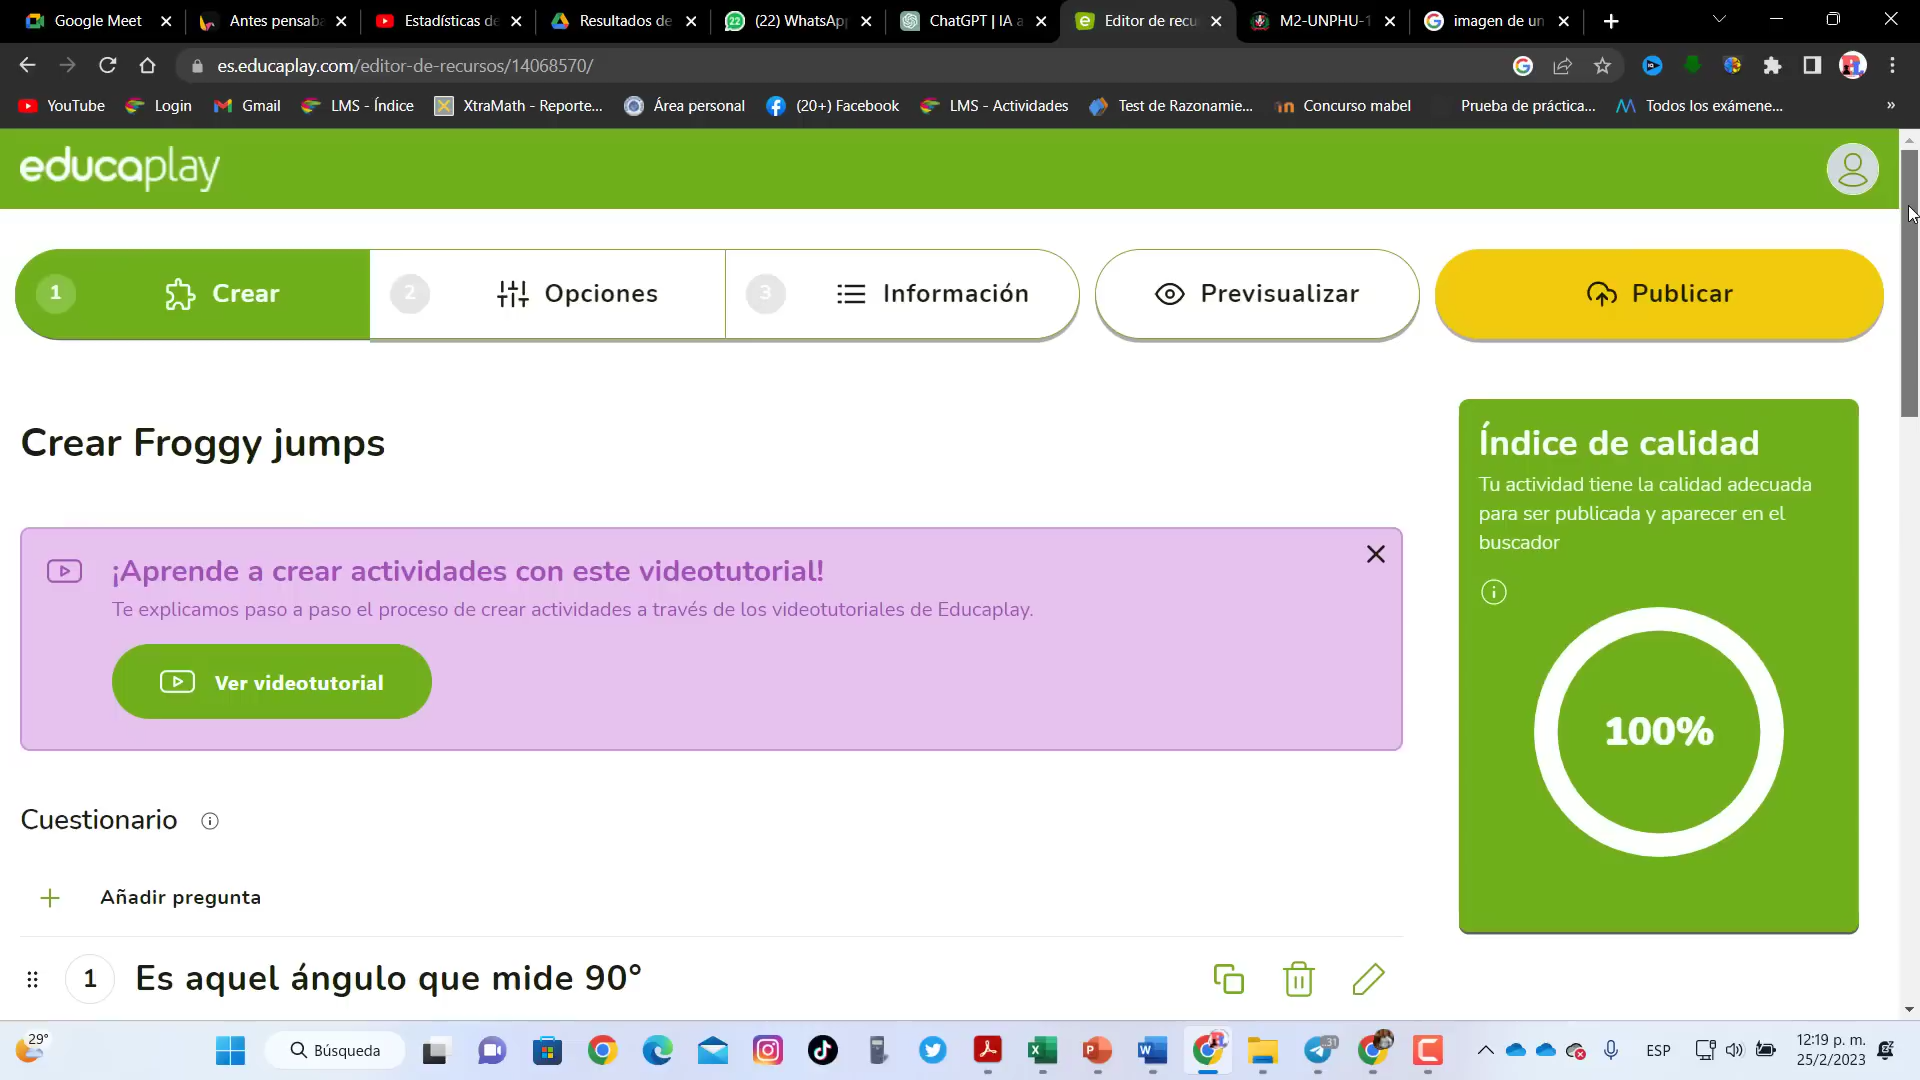 Google Meet
Antes pensaba
Estadísticas de
Resultados de
(22) WhatsApp
ChatGPT | IA a
Editor de recu
M2-UNPHU-1
imagen de un
es.educaplay.com/editor-de-recursos/14068570/
YouTube
Login
Gmail
LMS - Índice
XtraMath - Reporte...
Área personal
(20+) Facebook
LMS - Actividades
Test de Razonamie...
Concurso mabel
Prueba de práctica...
Todos los exámene...
»
educaplay
1 Crear
2 Opciones
3 Información
Previsualizar
Publicar
Crear Froggy jumps
¡Aprende a crear actividades con este videotutorial!
Te explicamos paso a paso el proceso de crear actividades a través de los videotutoriales de Educaplay.
Ver videotutorial
Índice de calidad
Tu actividad tiene la calidad adecuada
para ser publicada y aparecer en el
buscador
100%
Cuestionario
Añadir pregunta
1 Es aquel ángulo que mide 90°
29°
Búsqueda
ESP
12:19 p. m.
25/2/2023